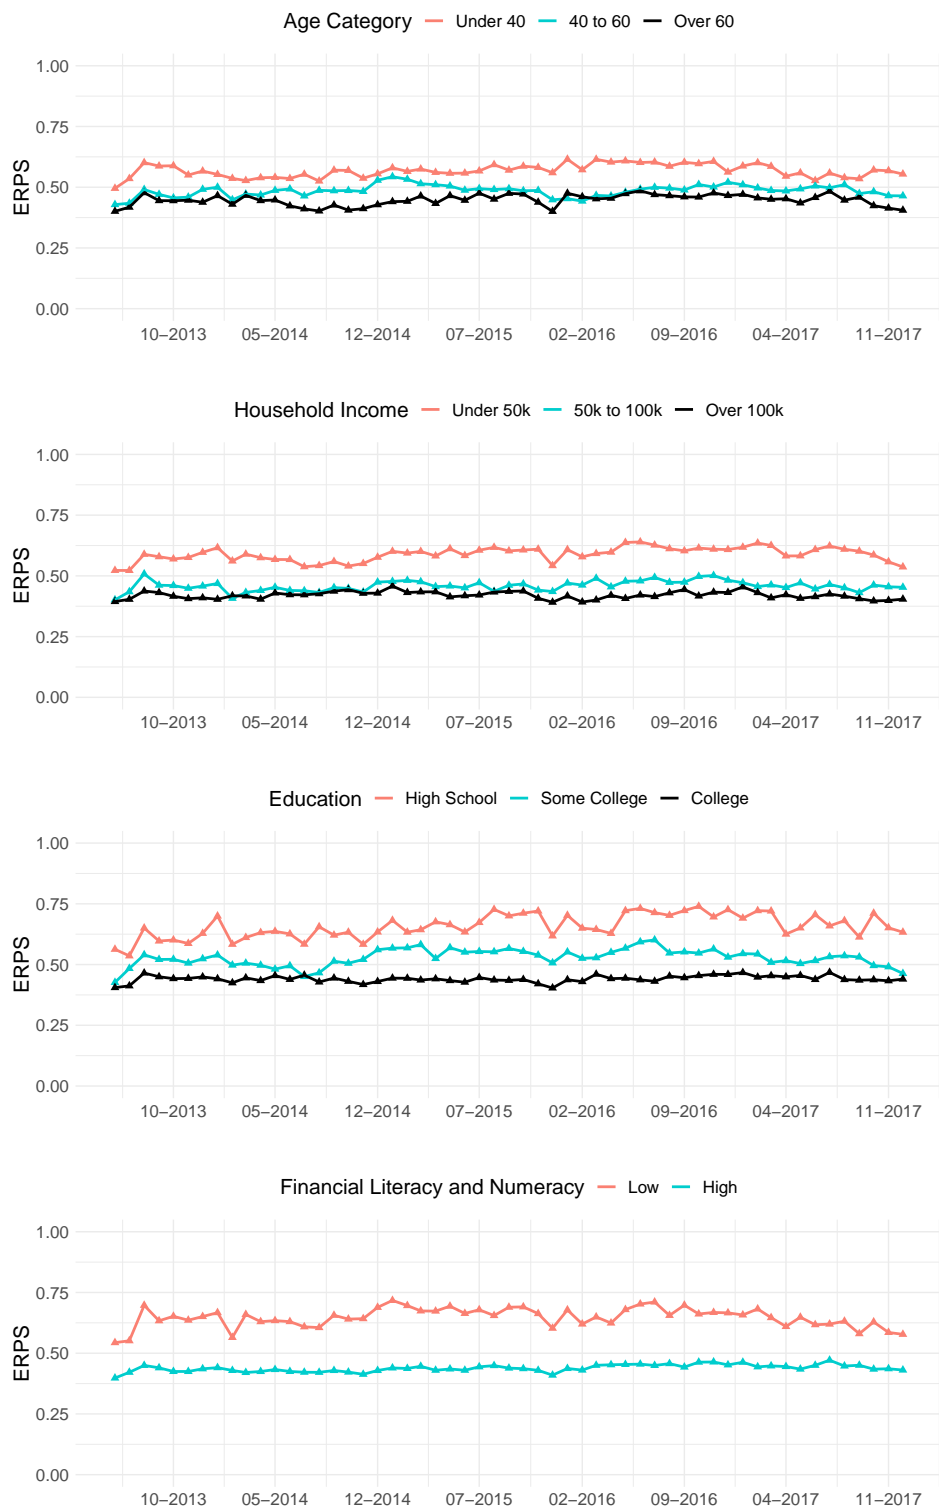 Age Category Under 40 40 to 60 Over 60
1.00
0.75
0.50
0.25
0.00
ERPS
10–2013 05–2014 12–2014 07–2015 02–2016 09–2016 04–2017 11–2017
Household Income Under 50k 50k to 100k Over 100k
1.00
0.75
0.50
0.25
0.00
ERPS
10–2013 05–2014 12–2014 07–2015 02–2016 09–2016 04–2017 11–2017
Education High School Some College College
1.00
0.75
0.50
0.25
0.00
ERPS
10–2013 05–2014 12–2014 07–2015 02–2016 09–2016 04–2017 11–2017
Financial Literacy and Numeracy Low High
1.00
0.75
0.50
0.25
0.00
ERPS
10–2013 05–2014 12–2014 07–2015 02–2016 09–2016 04–2017 11–2017